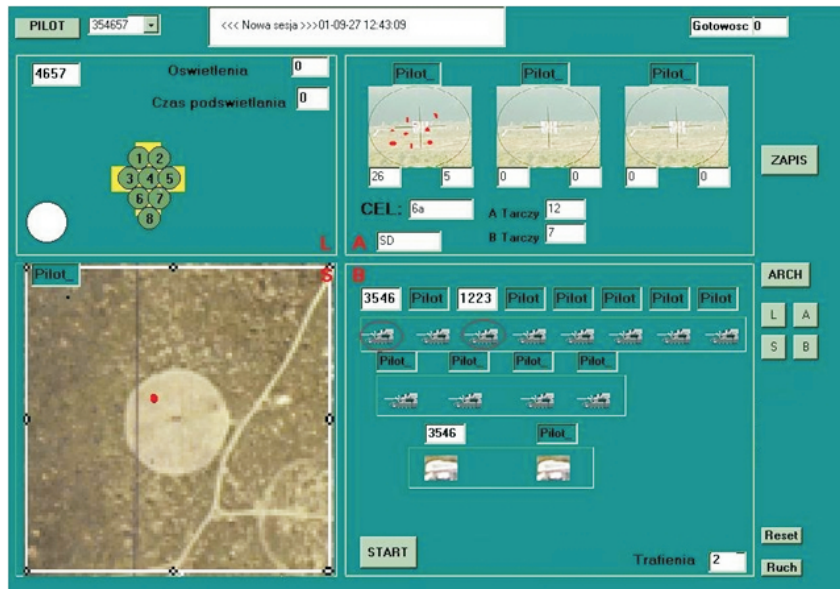 PILOT 354657 <<< Nowa sesja >>>01-09-27 12:43:09 Gotowosc 0
4657 Oswietlenia 0
Czas podswietlania 0
1 2
3 4 5
6 7
8
L
Pilot_ Pilot_ Pilot_
26 5 0 0 0 0
CEL: 6a A Tarczy 12
B Tarczy 7
A SD
ZAPIS
Pilot_ S
B
3546 Pilot 1223 Pilot Pilot Pilot Pilot Pilot
Pilot_ Pilot_ Pilot_ Pilot_
3546 Pilot_
START
Trafienia 2
ARCH
L A
S B
Reset
Ruch